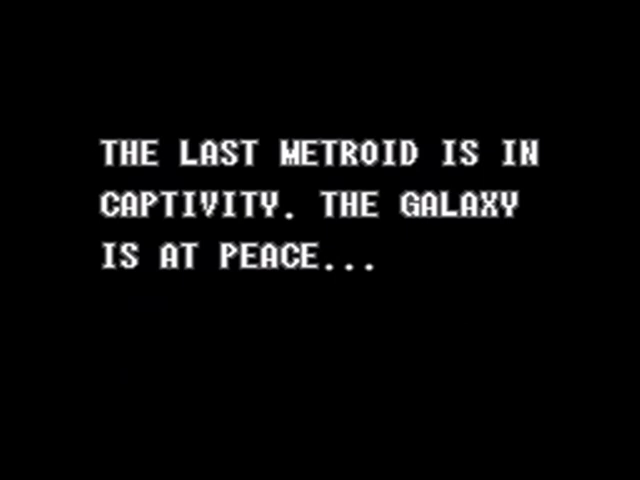 THE LAST METROID IS IN
CAPTIVITY. THE GALAXY
IS AT PEACE...